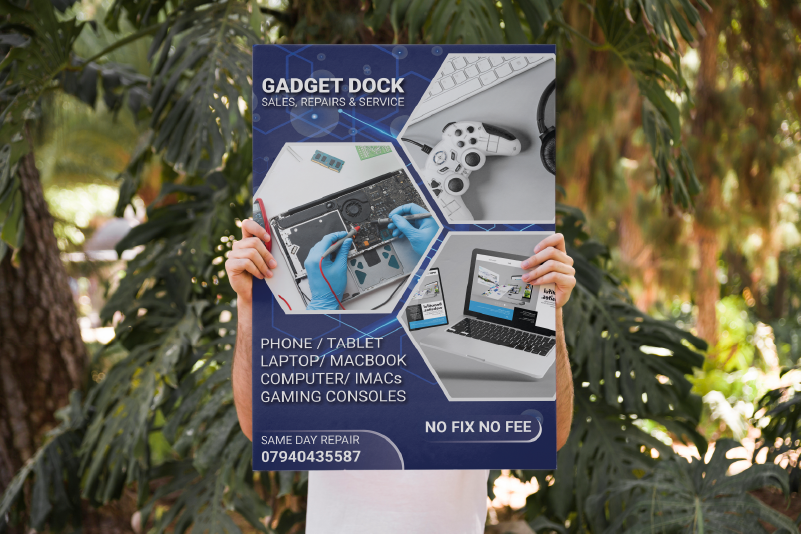 GADGET DOCK
SALES, REPAIRS & SERVICE
PHONE / TABLET
LAPTOP/ MACBOOK
COMPUTER/ IMACs
GAMING CONSOLES
NO FIX NO FEE
SAME DAY REPAIR
07940435587